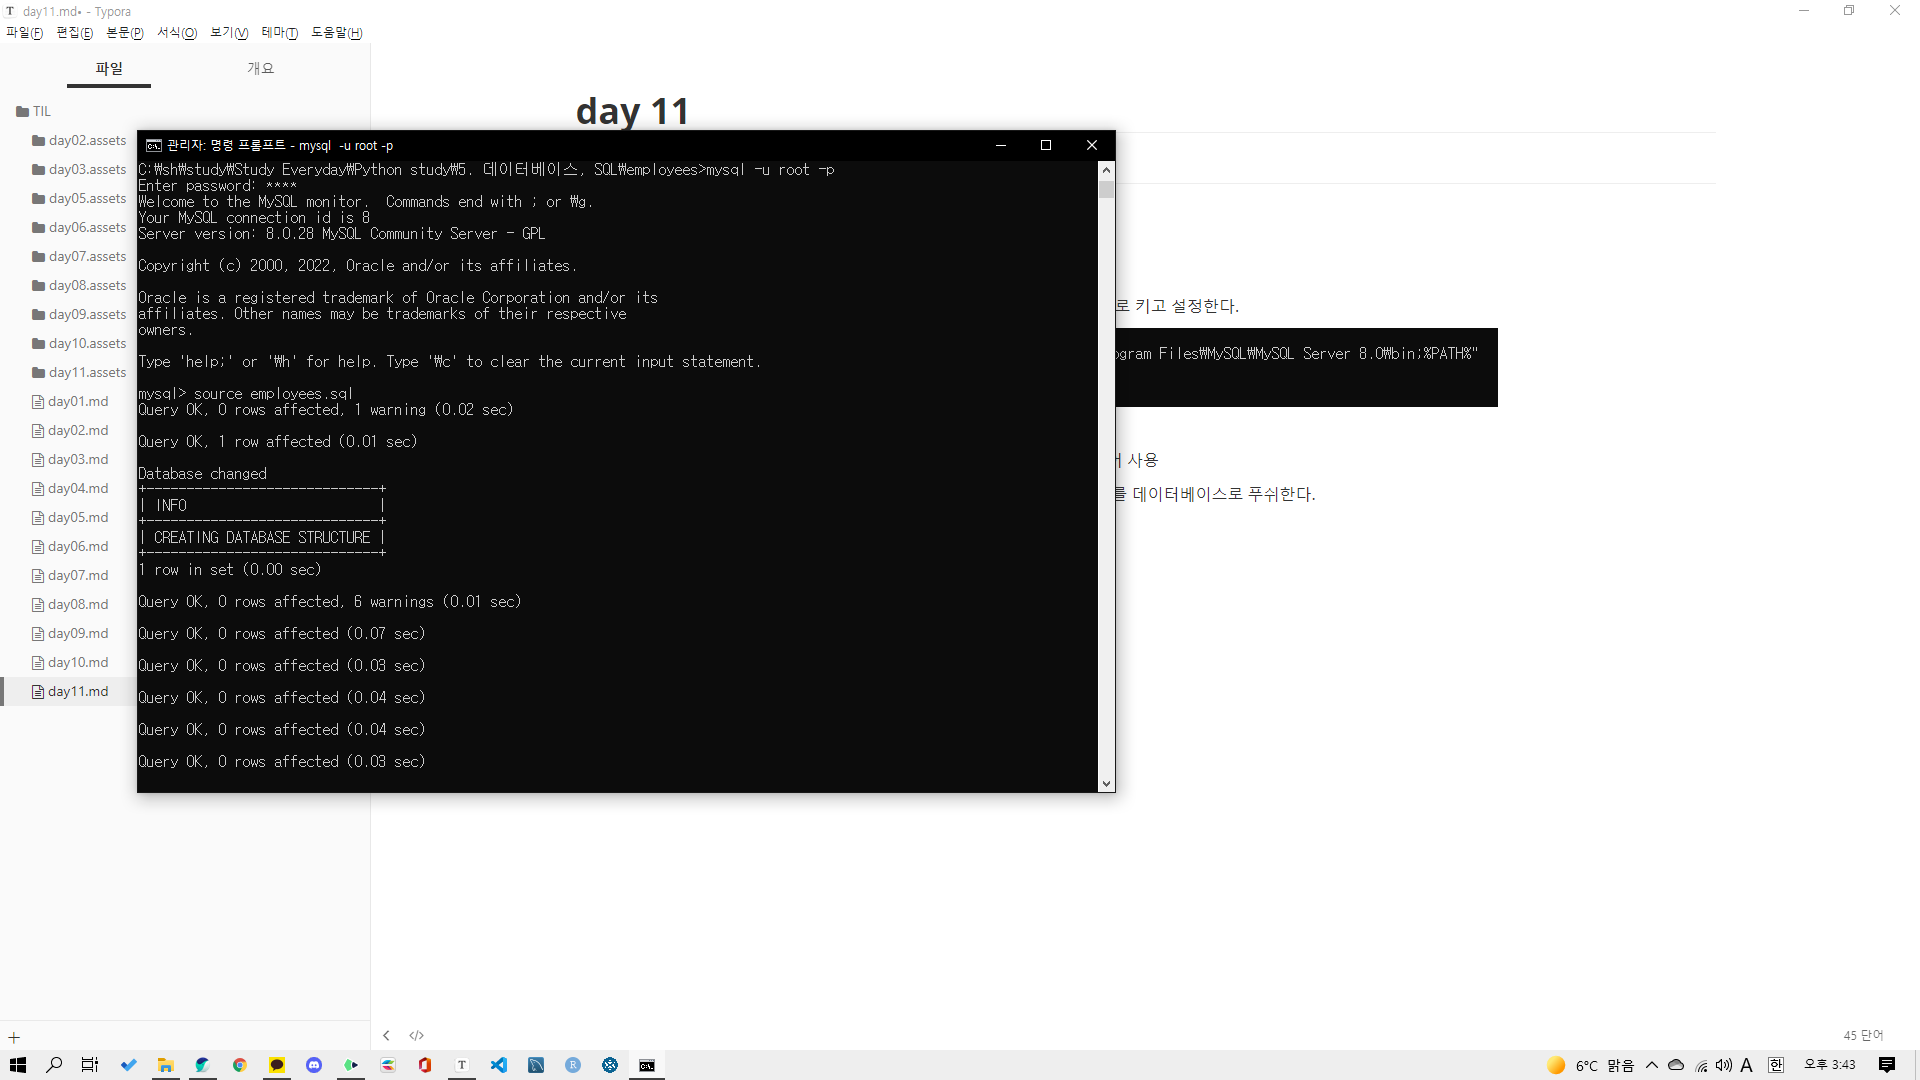 day11.md• - Typora
파일(F) 편집(E) 본문(P) 서식(O) 보기(V) 테마(T) 도움말(H)
파일 개요
TIL
day02.assets
day03.assets
day05.assets
day06.assets
day07.assets
day08.assets
day09.assets
day10.assets
day11.assets
day01.md
day02.md
day03.md
day04.md
day05.md
day06.md
day07.md
day08.md
day09.md
day10.md
day11.md
day 11
로 키고 설정한다.
ogram Files₩MySQL₩MySQL Server 8.0₩bin;%PATH%"
사용
를 데이터베이스로 푸쉬한다.
관리자: 명령 프롬프트 - mysql  -u root -p
C:₩sh₩study₩Study Everyday₩Python study₩5. 데이터베이스, SQL₩employees>mysql -u root -p
Enter password: ****
Welcome to the MySQL monitor.  Commands end with ; or ₩g.
Your MySQL connection id is 8
Server version: 8.0.28 MySQL Community Server - GPL
Copyright (c) 2000, 2022, Oracle and/or its affiliates.
Oracle is a registered trademark of Oracle Corporation and/or its
affiliates. Other names may be trademarks of their respective
owners.
Type 'help;' or '₩h' for help. Type '₩c' to clear the current input statement.
mysql> source employees.sql
Query OK, 0 rows affected, 1 warning (0.02 sec)
Query OK, 1 row affected (0.01 sec)
Database changed
+-----------------------------+
| INFO                        |
+-----------------------------+
| CREATING DATABASE STRUCTURE |
+-----------------------------+
1 row in set (0.00 sec)
Query OK, 0 rows affected, 6 warnings (0.01 sec)
Query OK, 0 rows affected (0.07 sec)
Query OK, 0 rows affected (0.03 sec)
Query OK, 0 rows affected (0.04 sec)
Query OK, 0 rows affected (0.04 sec)
Query OK, 0 rows affected (0.03 sec)
45 단어
6°C 맑음 A 한 오후 3:43